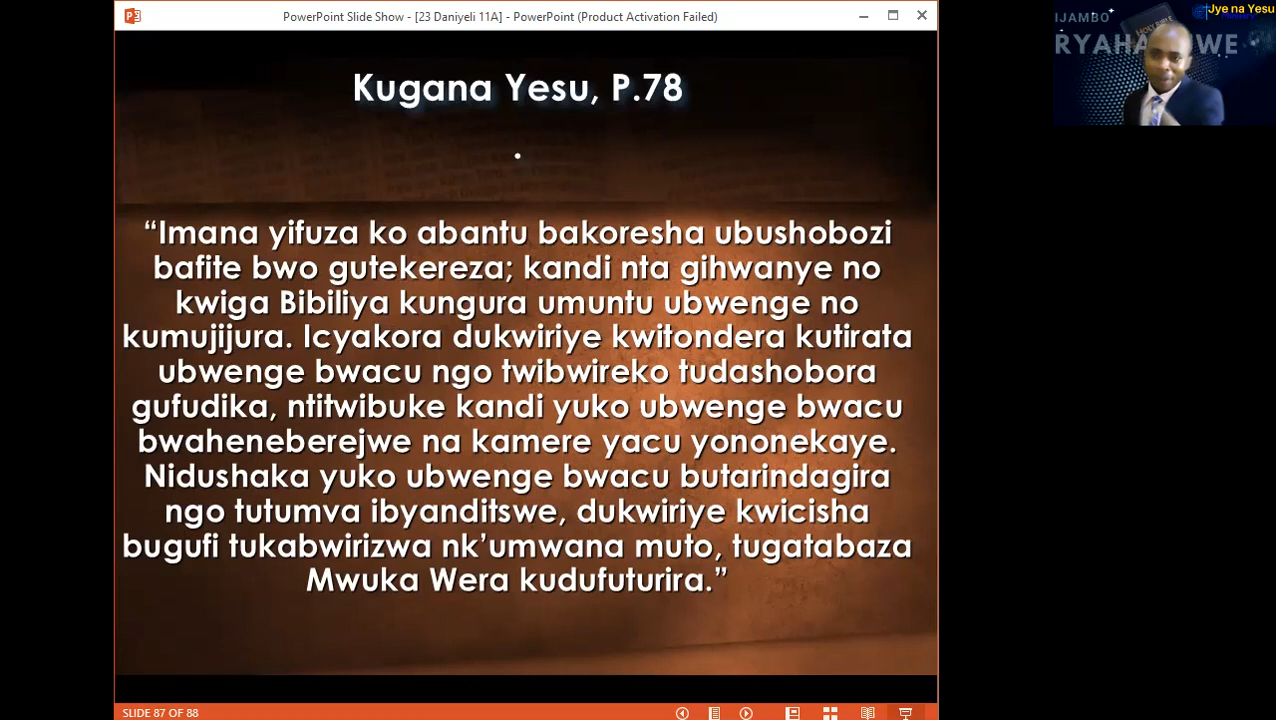 PowerPoint Slide Show - [23 Daniyeli 11A] - PowerPoint (Product Activation Failed)
Jye na Yesu
IJAMBO
HOLY BIBLE
Kugana Yesu, P.78
“Imana yifuza ko abantu bakoresha ubushobozi
bafite bwo gutekereza; kandi nta gihwanye no
kwiga Bibiliya kungura umuntu ubwenge no
kumujijura. Icyakora dukwiriye kwitondera kutirata
ubwenge bwacu ngo twibwireko tudashobora
gufudika, ntitwibuke kandi yuko ubwenge bwacu
bwaheneberejwe na kamere yacu yononekaye.
Nidushaka yuko ubwenge bwacu butarindagira
ngo tutumva ibyanditswe, dukwiriye kwicisha
bugufi tukabwirizwa nk’umwana muto, tugatabaza
Mwuka Wera kudufuturira.”
SLIDE 87 OF 88